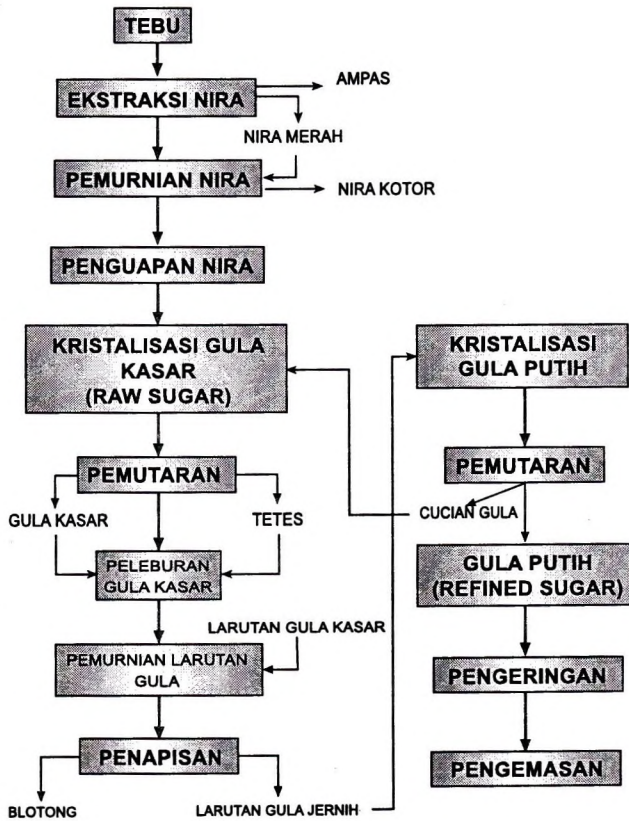 TEBU
EKSTRAKSI NIRA
AMPAS
NIRA MERAH
PEMURNIAN NIRA
NIRA KOTOR
PENGUAPAN NIRA
KRISTALISASI GULA
KASAR
(RAW SUGAR)
PEMUTARAN
GULA KASAR
TETES
PELEBURAN
GULA KASAR
LARUTAN GULA KASAR
PEMURNIAN LARUTAN
GULA
PENAPISAN
BLOTONG
LARUTAN GULA JERNIH
KRISTALISASI
GULA PUTIH
PEMUTARAN
CUCIAN GULA
GULA PUTIH
(REFINED SUGAR)
PENGERINGAN
PENGEMASAN